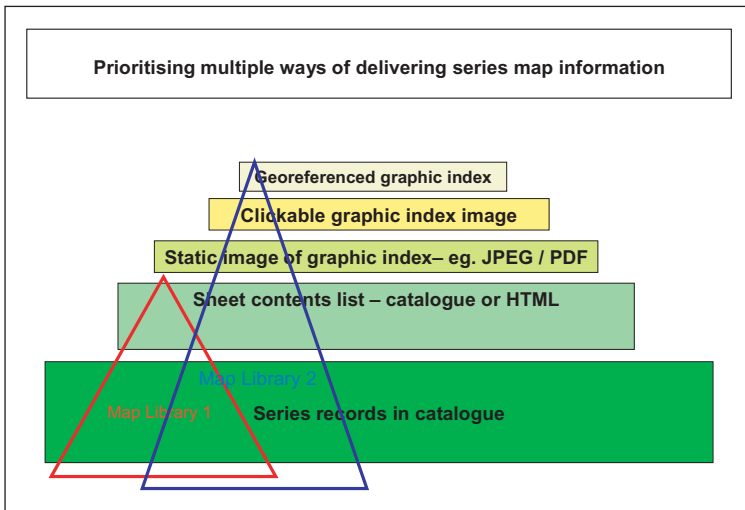 Prioritising multiple ways of delivering series map information
Georeferenced graphic index
Clickable graphic index image
Static image of graphic index– eg. JPEG / PDF
Sheet contents list – catalogue or HTML
Map Library 2
Map Library 1
Series records in catalogue